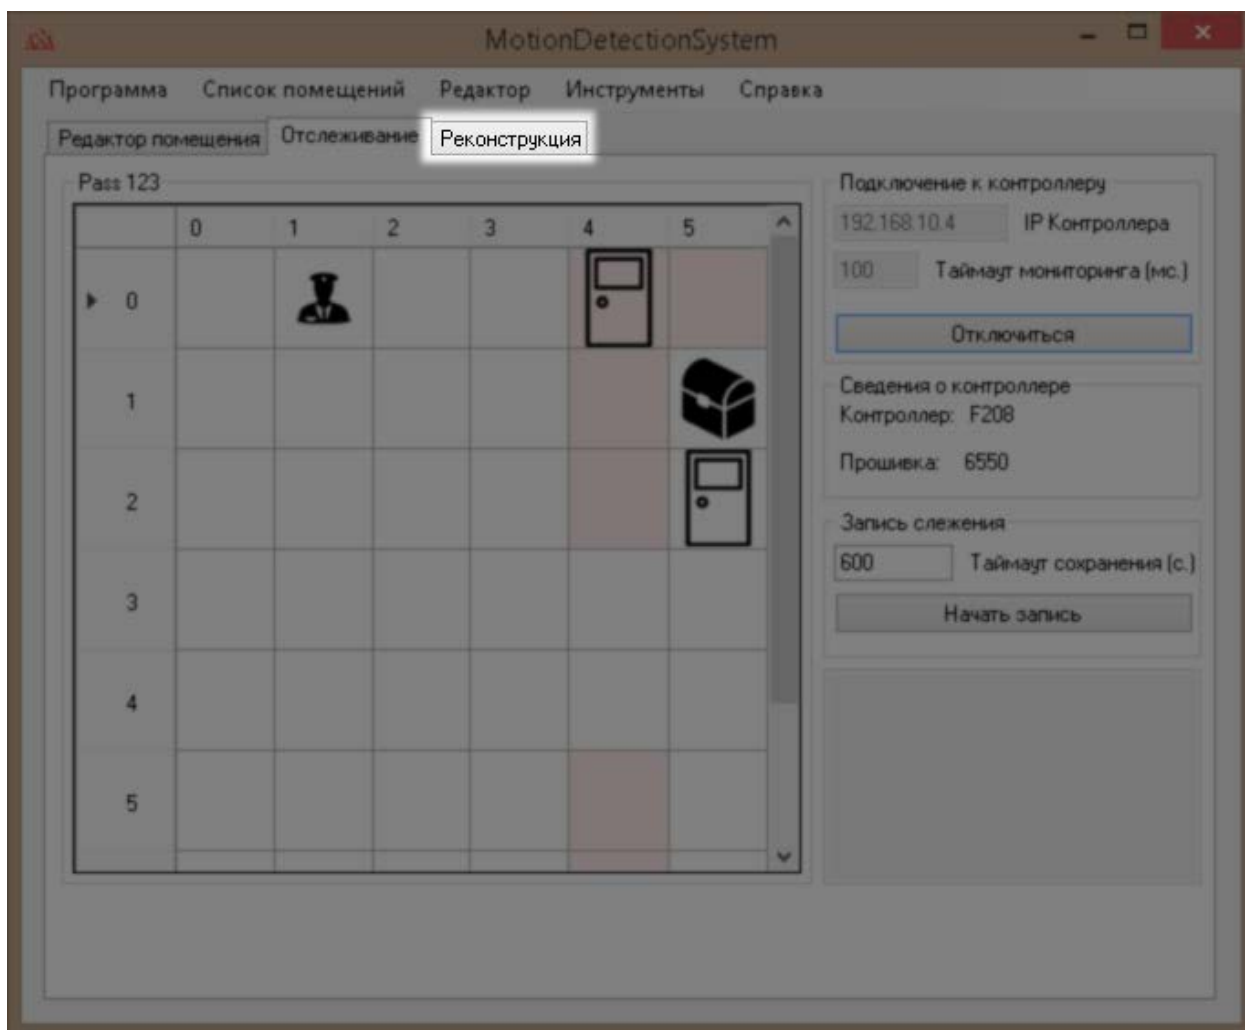 MotionDetectionSystem
Программа Список помещений Редактор Инструменты Справка
Редактор помещения Отслеживание Реконструкция
Pass 123
0 1 2 3 4 5
0
1
2
3
4
5
Подключение к контроллеру
192.168.10.4 IP Контроллера
100 Таймаут мониторинга (мс.)
Отключиться
Сведения о контроллере
Контроллер: F208
Прошивка: 6550
Запись слежения
600 Таймаут сохранения (с.)
Начать запись